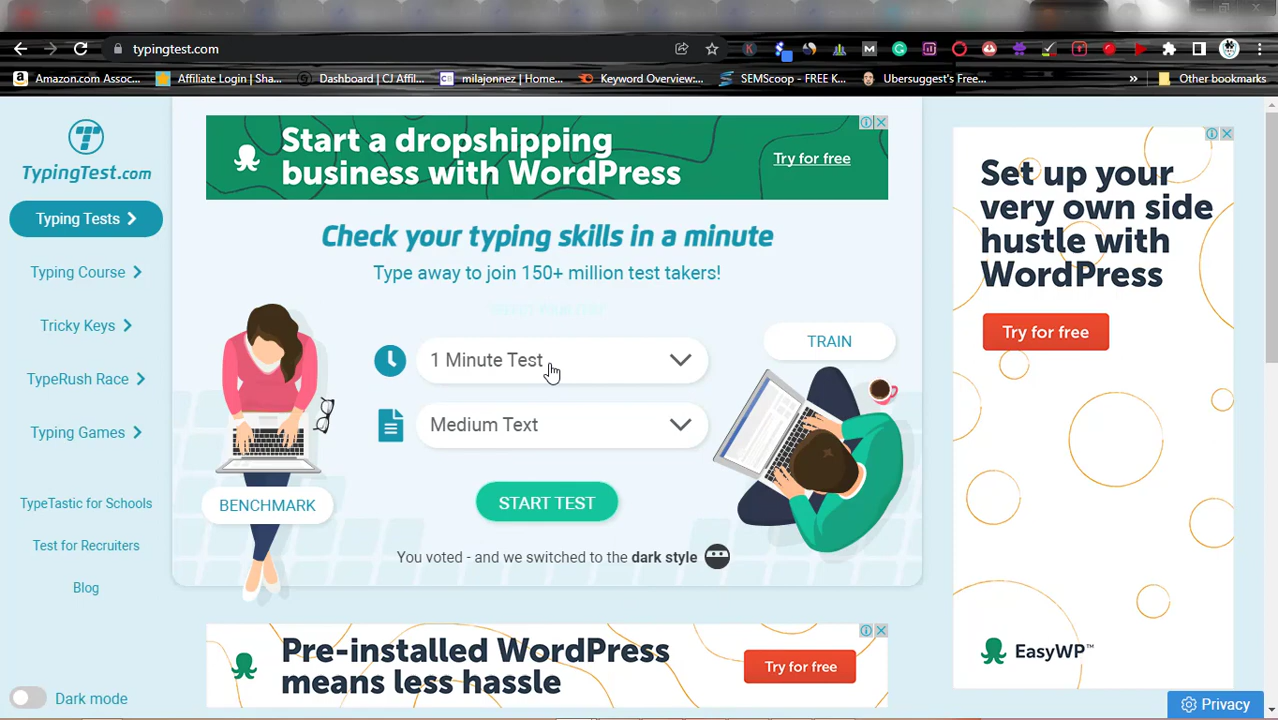 typingtest.com
Amazon.com Assoc...
Affiliate Login | Sha...
Dashboard | CJ Affil...
milajonnez | Home...
Keyword Overview:...
SEMScoop - FREE K...
Ubersuggest's Free...
»
Other bookmarks
TypingTest.com
Typing Tests
Typing Course
Tricky Keys
TypeRush Race
Typing Games
TypeTastic for Schools
Test for Recruiters
Blog
Dark mode
Start a dropshipping
business with WordPress
Try for free
Check your typing skills in a minute
Type away to join 150+ million test takers!
1 Minute Test
Medium Text
START TEST
BENCHMARK
TRAIN
You voted - and we switched to the dark style
Pre-installed WordPress
means less hassle
Try for free
Set up your
very own side
hustle with
WordPress
Try for free
EasyWP™
Privacy